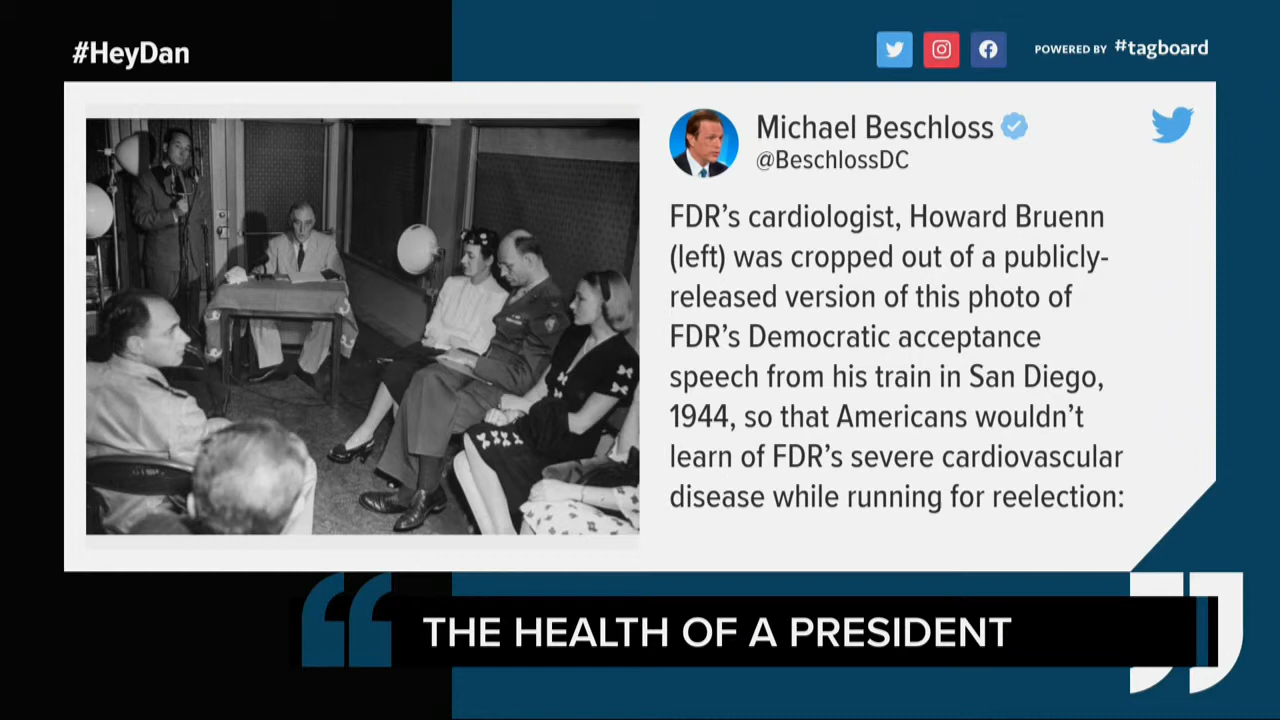 #HeyDan
POWERED BY #tagboard
Michael Beschloss
@BeschlossDC
FDR’s cardiologist, Howard Bruenn
(left) was cropped out of a publicly-
released version of this photo of
FDR’s Democratic acceptance
speech from his train in San Diego,
1944, so that Americans wouldn’t
learn of FDR’s severe cardiovascular
disease while running for reelection:
THE HEALTH OF A PRESIDENT